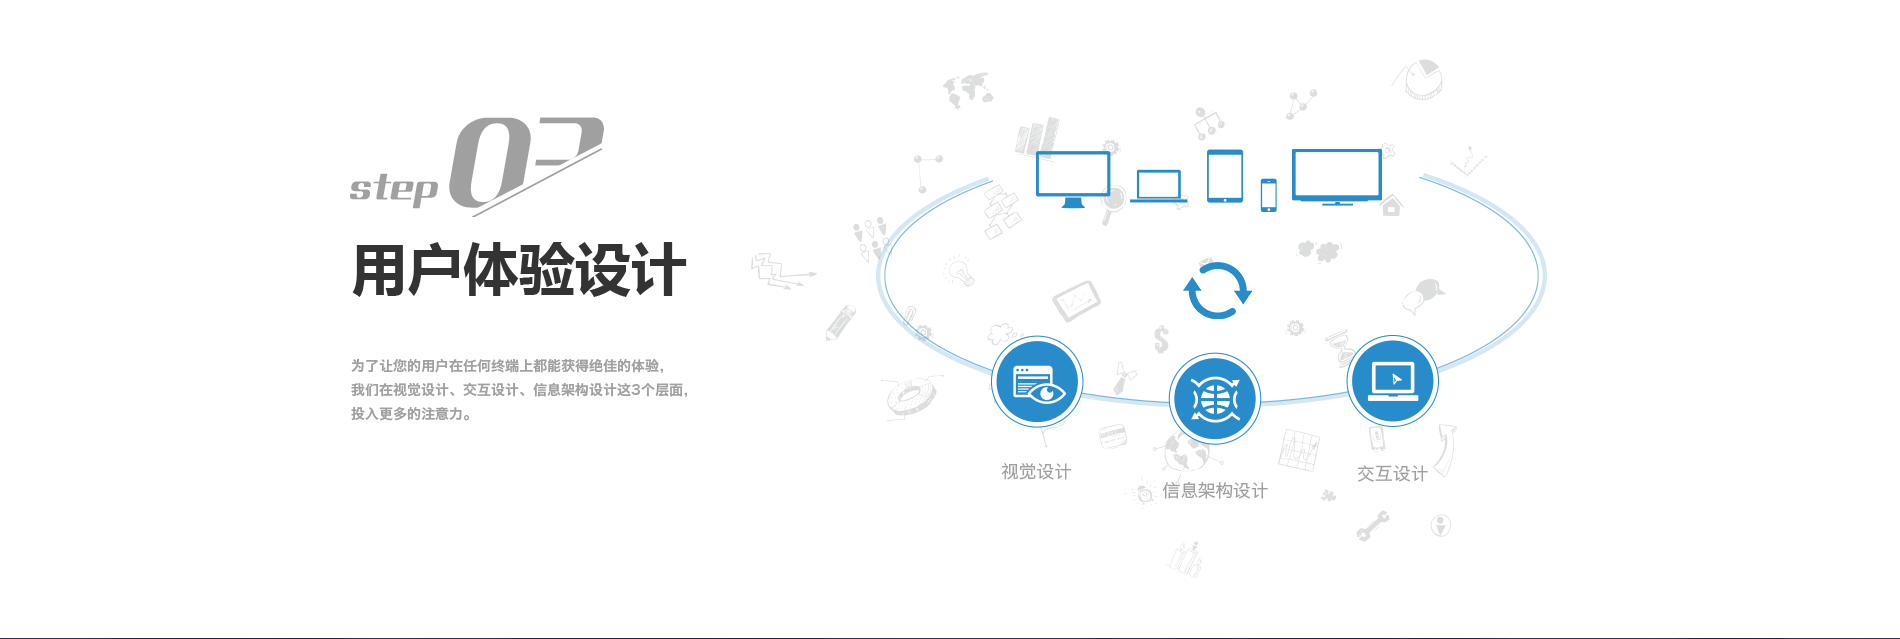 step 03
用户体验设计
为了让您的用户在任何终端上都能获得绝佳的体验，
我们在视觉设计、交互设计、信息架构设计这3个层面，
投入更多的注意力。
视觉设计
信息架构设计
交互设计